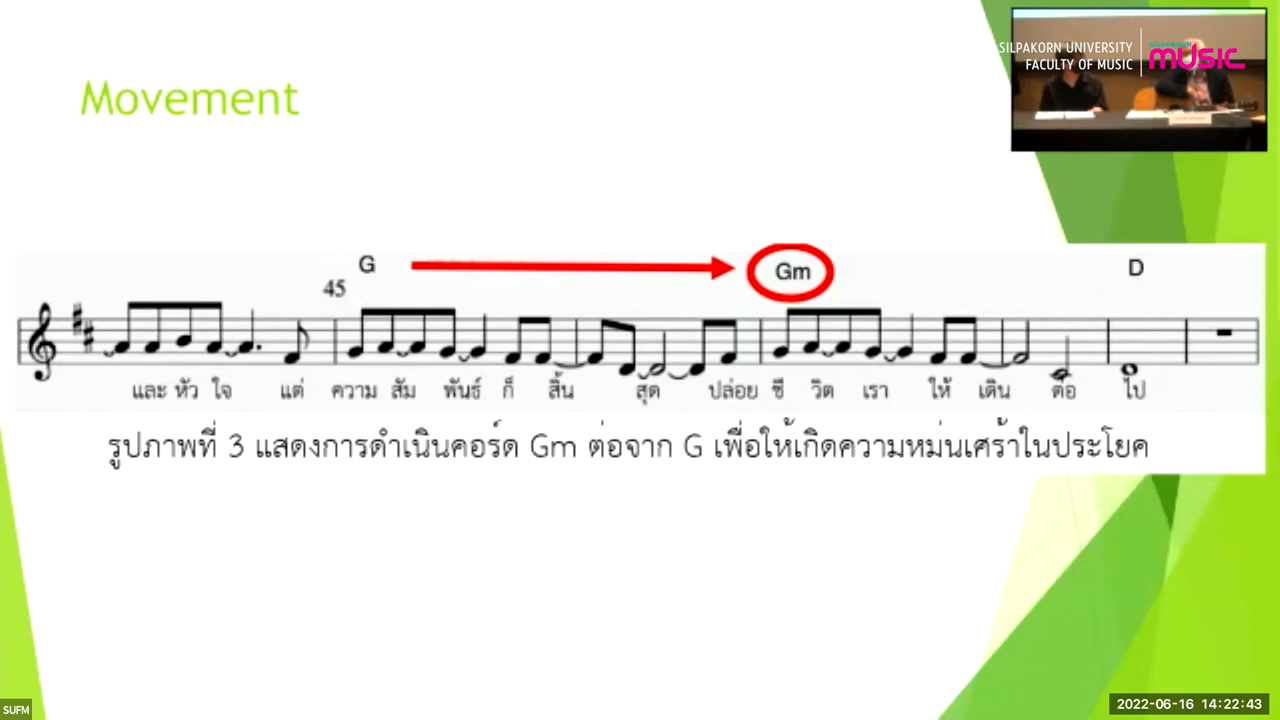 SILPAKORN UNIVERSITY
FACULTY OF MUSIC
MUSIC
Movement
G
Gm
D
45
และ หัว ใจ แต่ ความ สัม พันธ์ ก็ สิ้น สุด ปล่อย ชี วิต เรา ให้ เดิน ต่อ ไป
รูปภาพที่ 3 แสดงการดำเนินคอร์ด Gm ต่อจาก G เพื่อให้เกิดความหม่นเศร้าในประโยค
SUFM
2022-06-16 14:22:43